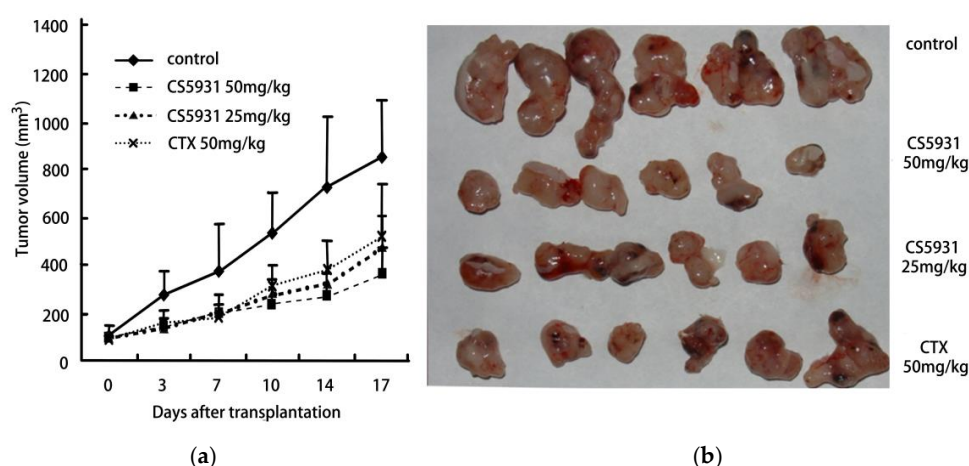 1400
1200
1000
800
600
400
200
0
Tumor volume (mm³)
control
CS5931 50mg/kg
CS5931 25mg/kg
CTX 50mg/kg
0 3 7 10 14 17
Days after transplantation
(a)
control
CS5931
50mg/kg
CS5931
25mg/kg
CTX
50mg/kg
(b)